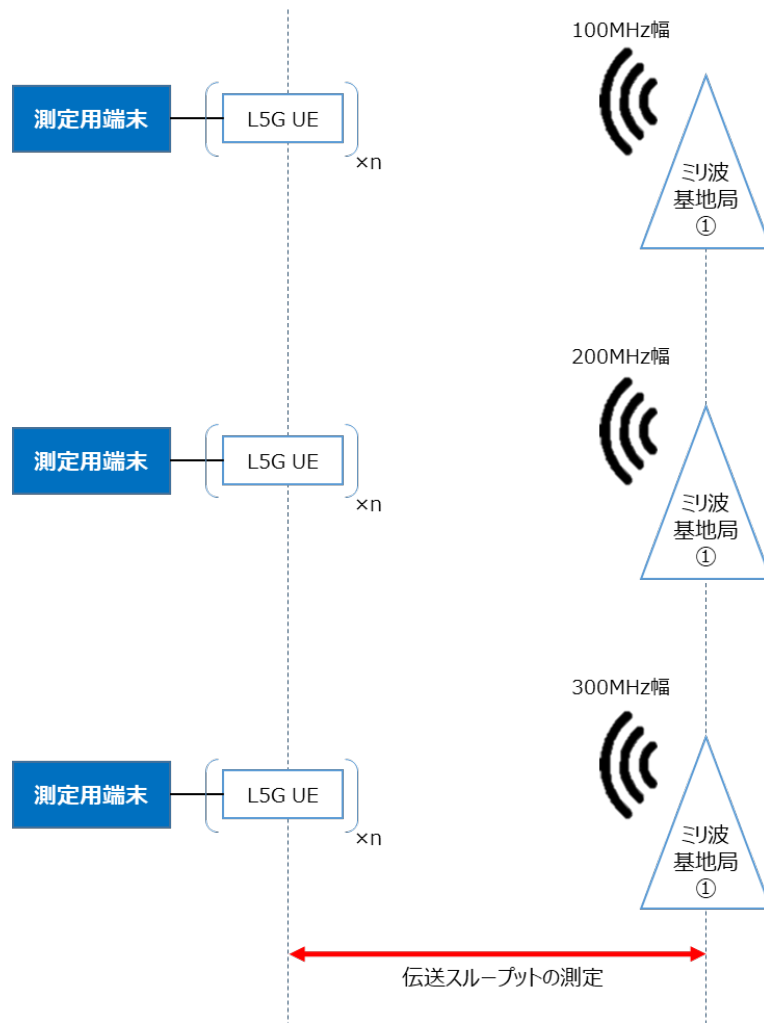 100MHz幅
測定用端末
L5G UE
×n
ミリ波
基地局
①
200MHz幅
測定用端末
L5G UE
×n
ミリ波
基地局
①
300MHz幅
測定用端末
L5G UE
×n
ミリ波
基地局
①
伝送スループットの測定